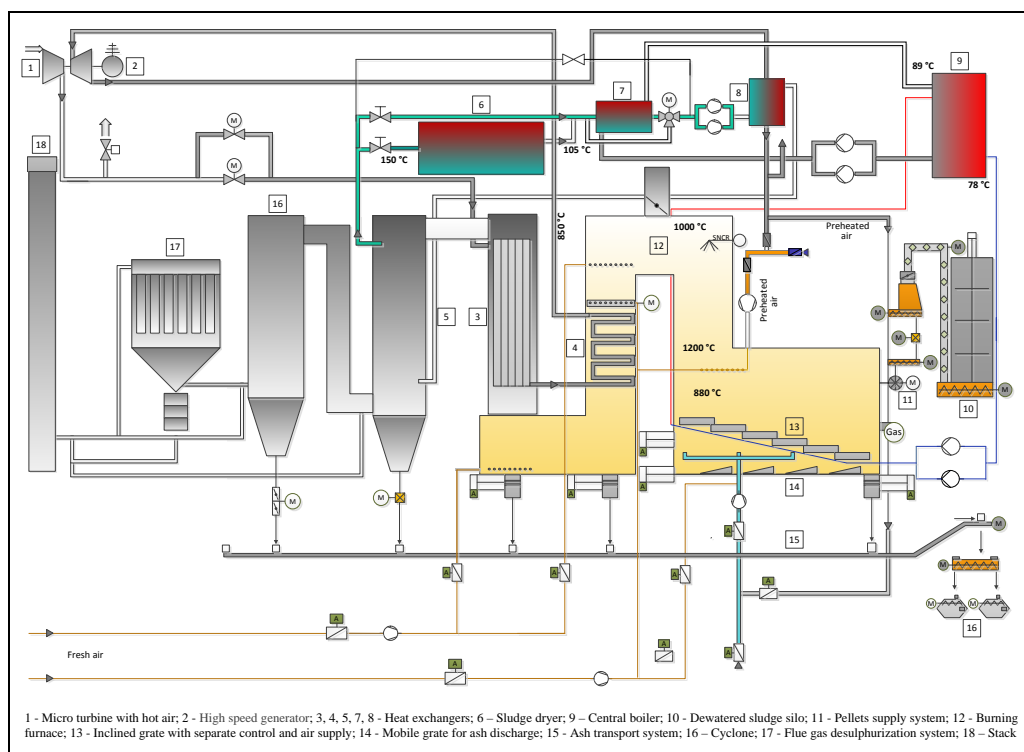 1
2
18
16
17
6
7
M
8
9
89 °C
78 °C
150 °C
105 °C
M
M
850 °C
1000 °C
12
SNCR
Preheated
air
Preheated
air
5
3
4
M
1200 °C
880 °C
M
M
M
M
M
11
10
M
13
Gas
14
A
A
A
A
A
M
M
15
A
A
A
A
A
A
M
M
M
M
16
A
A
A
A
Fresh air
1 - Micro turbine with hot air; 2 - High speed generator; 3, 4, 5, 7, 8 - Heat exchangers; 6 – Sludge dryer; 9 – Central boiler; 10 - Dewatered sludge silo; 11 - Pellets supply system; 12 - Burning
furnace; 13 - Inclined grate with separate control and air supply; 14 - Mobile grate for ash discharge; 15 - Ash transport system; 16 – Cyclone; 17 - Flue gas desulphurization system; 18 – Stack